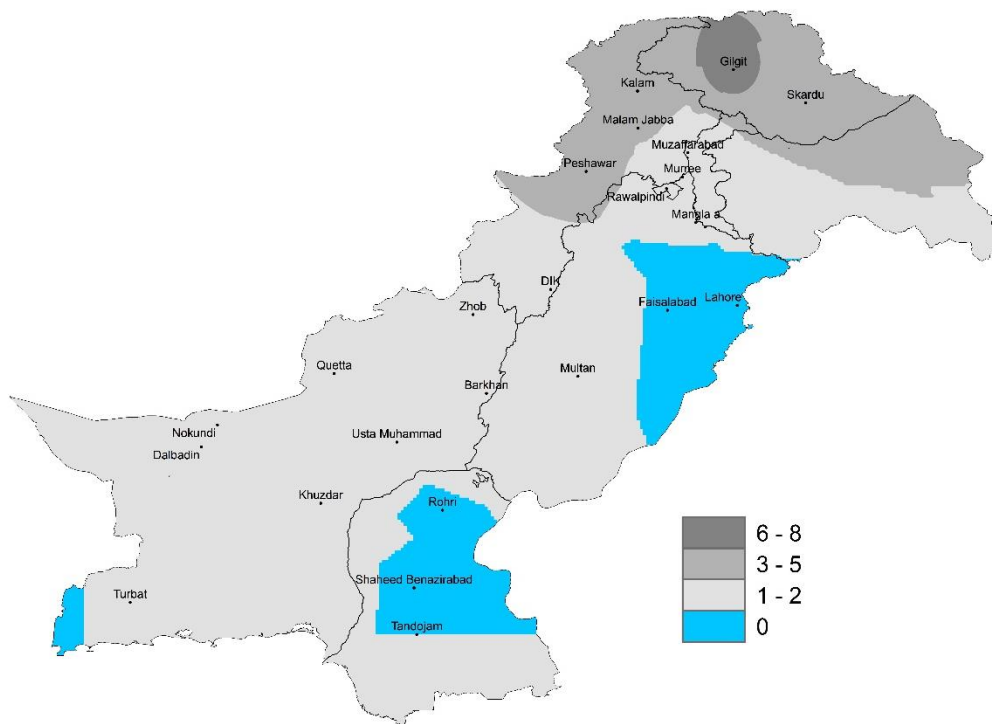 Gilgit
Kalam
Skardu
Malam Jabba
Muzaffarabad
Peshawar
Murree
Rawalpindi
Mangla a
DIK
Zhob
Faisalabad
Lahore
Quetta
Multan
Barkhan
Nokundi
Usta Muhammad
Dalbadin
Khuzdar
Rohri
6 - 8
3 - 5
1 - 2
0
Shaheed Benazirabad
Turbat
Tandojam